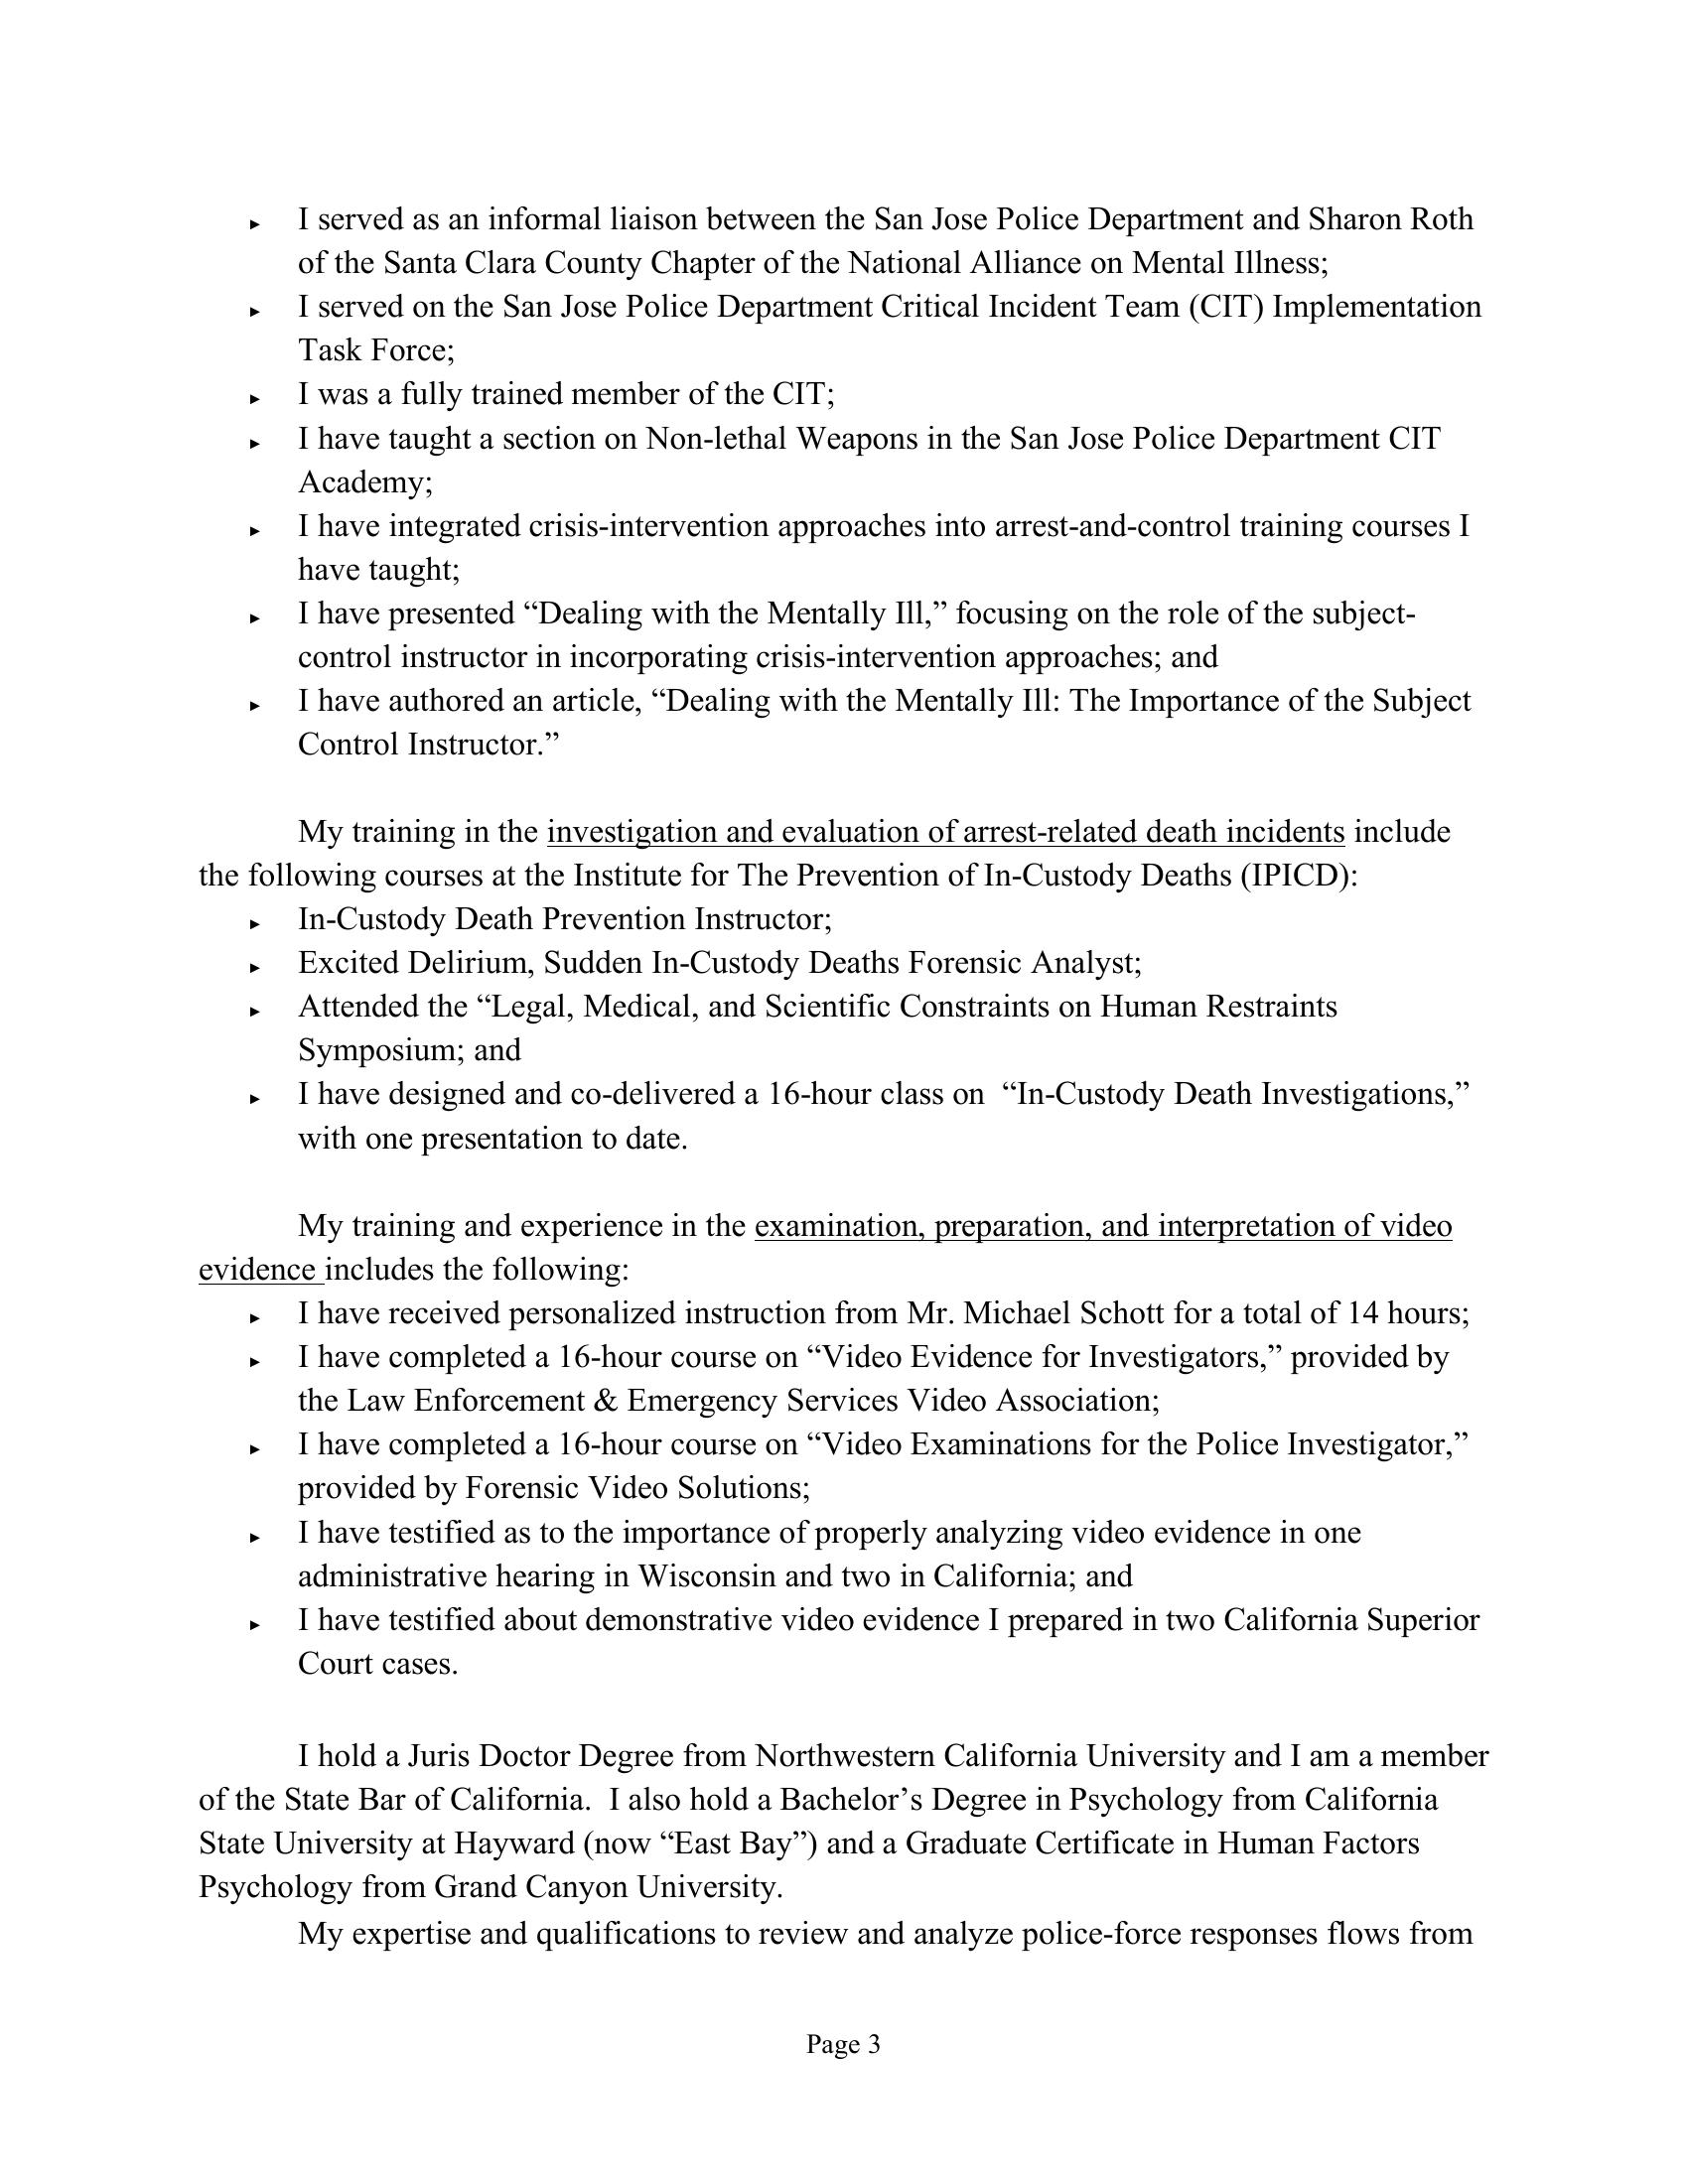 ▸ I served as an informal liaison between the San Jose Police Department and Sharon Roth
of the Santa Clara County Chapter of the National Alliance on Mental Illness;
▸ I served on the San Jose Police Department Critical Incident Team (CIT) Implementation
Task Force;
▸ I was a fully trained member of the CIT;
▸ I have taught a section on Non-lethal Weapons in the San Jose Police Department CIT
Academy;
▸ I have integrated crisis-intervention approaches into arrest-and-control training courses I
have taught;
▸ I have presented “Dealing with the Mentally Ill,” focusing on the role of the subject-
control instructor in incorporating crisis-intervention approaches; and
▸ I have authored an article, “Dealing with the Mentally Ill: The Importance of the Subject
Control Instructor.”
My training in the investigation and evaluation of arrest-related death incidents include
the following courses at the Institute for The Prevention of In-Custody Deaths (IPICD):
▸ In-Custody Death Prevention Instructor;
▸ Excited Delirium, Sudden In-Custody Deaths Forensic Analyst;
▸ Attended the “Legal, Medical, and Scientific Constraints on Human Restraints
Symposium; and
▸ I have designed and co-delivered a 16-hour class on  “In-Custody Death Investigations,”
with one presentation to date.
My training and experience in the examination, preparation, and interpretation of video
evidence includes the following:
▸ I have received personalized instruction from Mr. Michael Schott for a total of 14 hours;
▸ I have completed a 16-hour course on “Video Evidence for Investigators,” provided by
the Law Enforcement & Emergency Services Video Association;
▸ I have completed a 16-hour course on “Video Examinations for the Police Investigator,”
provided by Forensic Video Solutions;
▸ I have testified as to the importance of properly analyzing video evidence in one
administrative hearing in Wisconsin and two in California; and
▸ I have testified about demonstrative video evidence I prepared in two California Superior
Court cases.
I hold a Juris Doctor Degree from Northwestern California University and I am a member
of the State Bar of California.  I also hold a Bachelor’s Degree in Psychology from California
State University at Hayward (now “East Bay”) and a Graduate Certificate in Human Factors
Psychology from Grand Canyon University.
My expertise and qualifications to review and analyze police-force responses flows from
Page 3